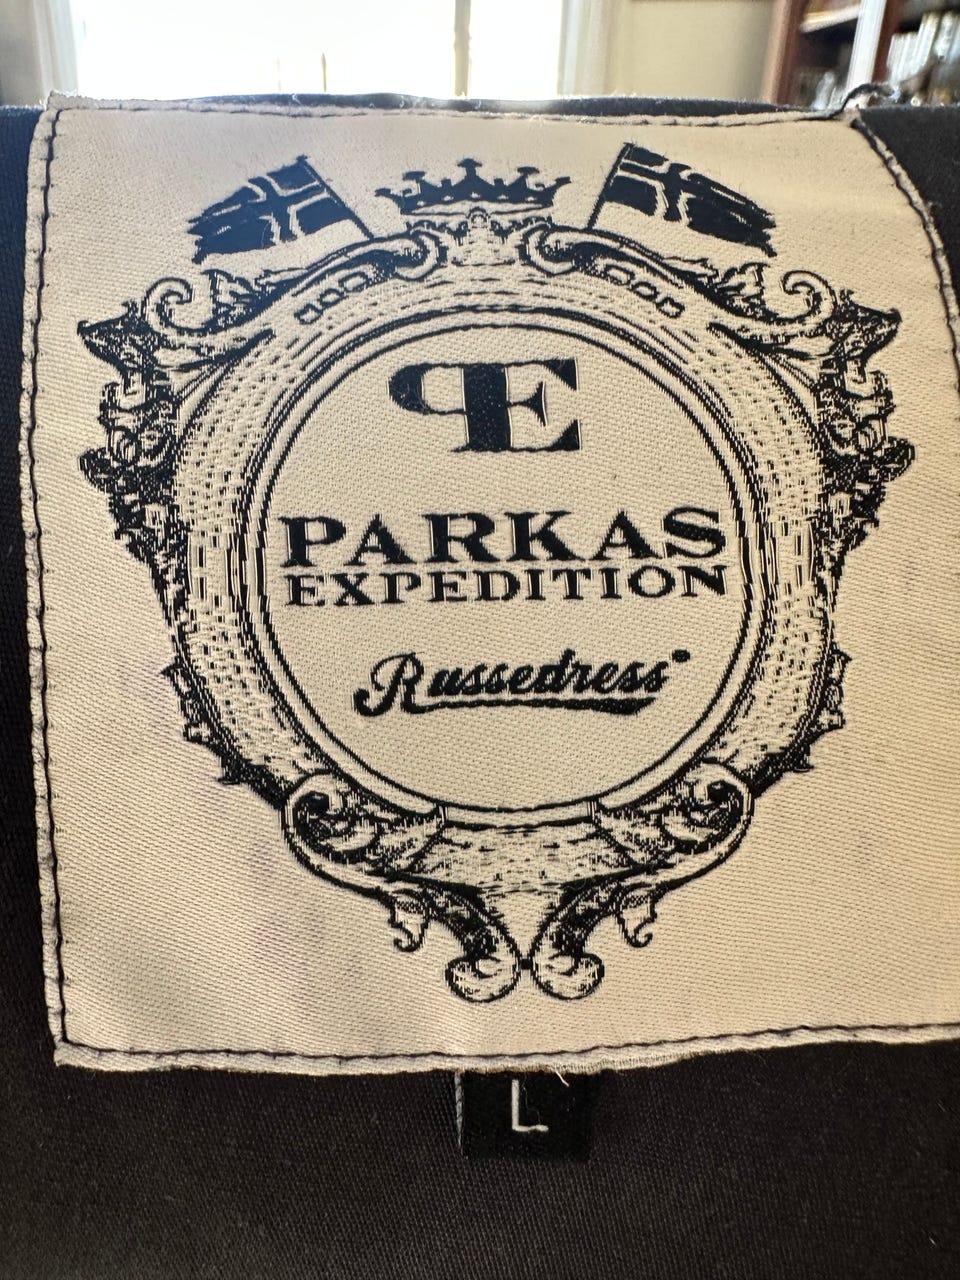 PE
PARKAS
EXPEDITION
Russedress®
L